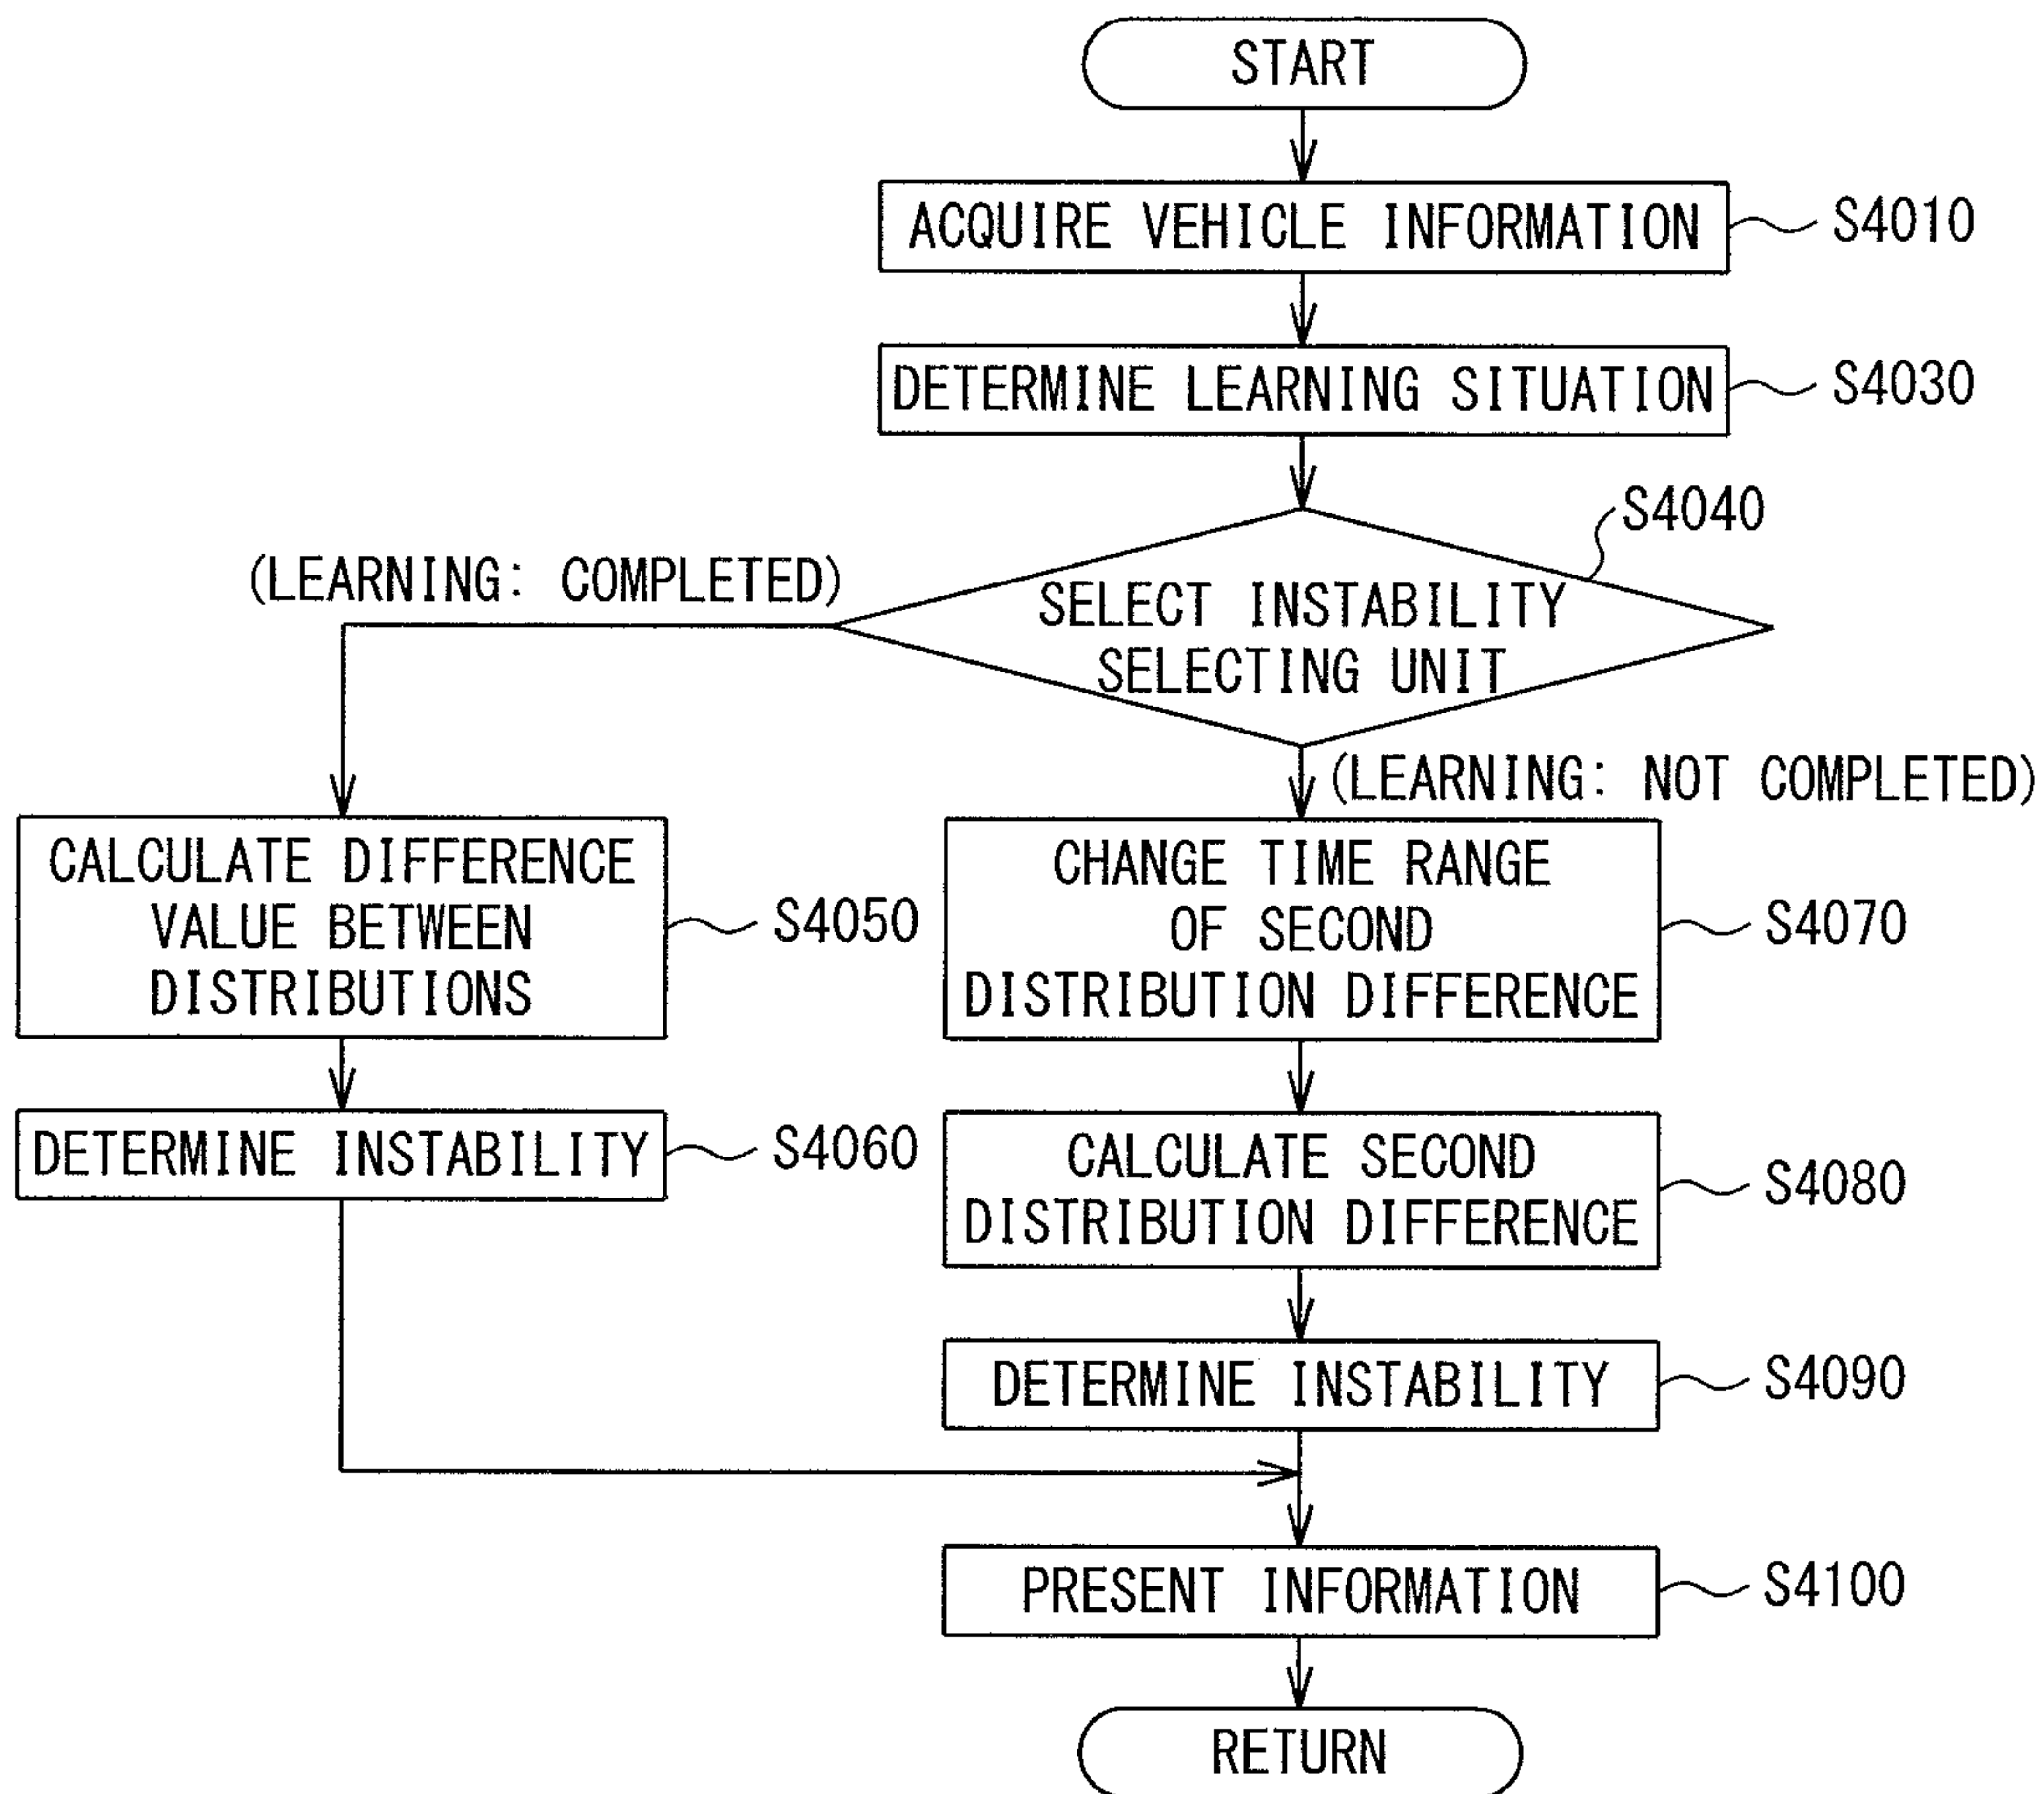 START
ACQUIRE VEHICLE INFORMATION
S4010
DETERMINE LEARNING SITUATION
S4030
S4040
(LEARNING: COMPLETED)
SELECT INSTABILITY
SELECTING UNIT
(LEARNING: NOT COMPLETED)
CALCULATE DIFFERENCE
VALUE BETWEEN
DISTRIBUTIONS
S4050
CHANGE TIME RANGE
OF SECOND
DISTRIBUTION DIFFERENCE
S4070
DETERMINE INSTABILITY
S4060
CALCULATE SECOND
DISTRIBUTION DIFFERENCE
S4080
DETERMINE INSTABILITY
S4090
PRESENT INFORMATION
S4100
RETURN